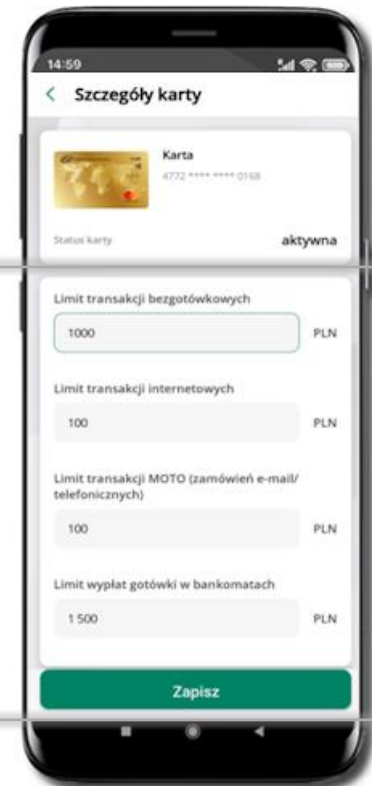 14:59
Szczegóły karty
Karta
4772 **** **** 0168
Status karty
aktywna
Limit transakcji bezgotówkowych
1000 PLN
Limit transakcji internetowych
100 PLN
Limit transakcji MOTO (zamówień e-mail/
telefonicznych)
100 PLN
Limit wypłat gotówki w bankomatach
1 500 PLN
Zapisz